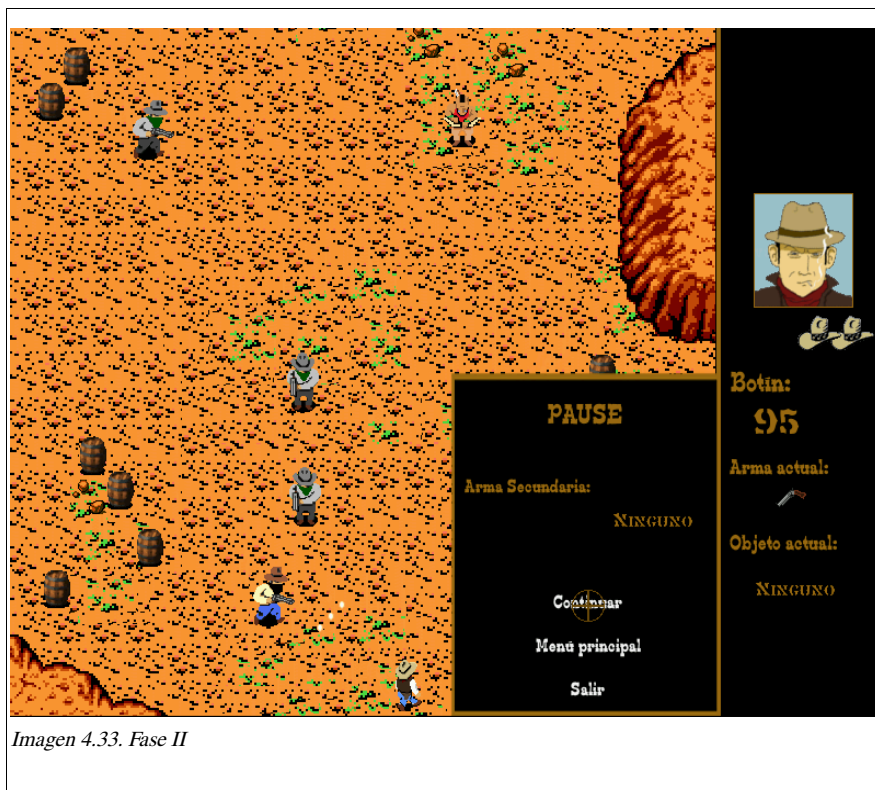 PAUSE
Arma Secundaria:
Ninguno
Continuar
Menú principal
Salir
Botín:
95
Arma actual:
Objeto actual:
Ninguno
Imagen 4.33. Fase II